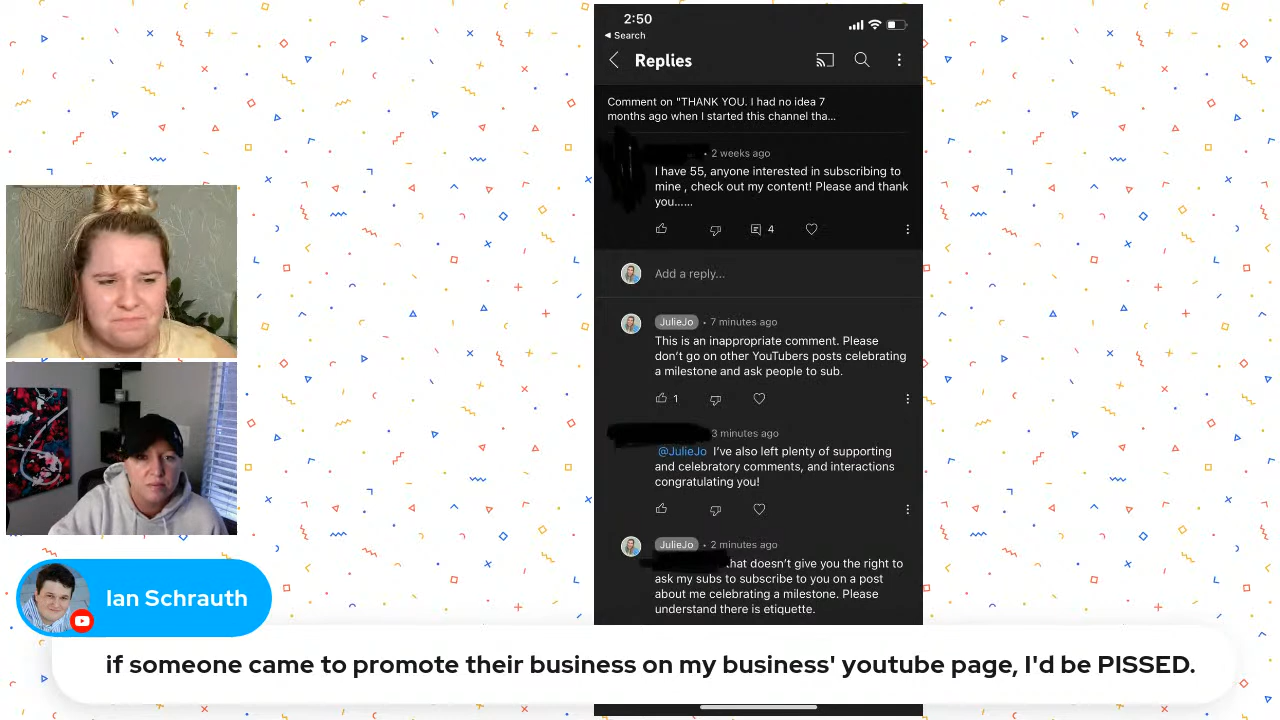 2:50
Search
Replies
Comment on "THANK YOU. I had no idea 7
months ago when I started this channel tha...
• 2 weeks ago
I have 55, anyone interested in subscribing to
mine , check out my content! Please and thank
you......
4
Add a reply...
JulieJo • 7 minutes ago
This is an inappropriate comment. Please
don't go on other YouTubers posts celebrating
a milestone and ask people to sub.
1
3 minutes ago
@JulieJo I've also left plenty of supporting
and celebratory comments, and interactions
congratulating you!
JulieJo • 2 minutes ago
that doesn't give you the right to
ask my subs to subscribe to you on a post
about me celebrating a milestone. Please
understand there is etiquette.
Ian Schrauth
if someone came to promote their business on my business' youtube page, I'd be PISSED.